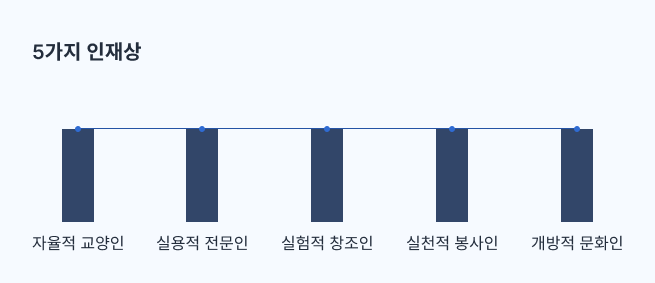 5가지 인재상
자율적 교양인
실용적 전문인
실험적 창조인
실천적 봉사인
개방적 문화인